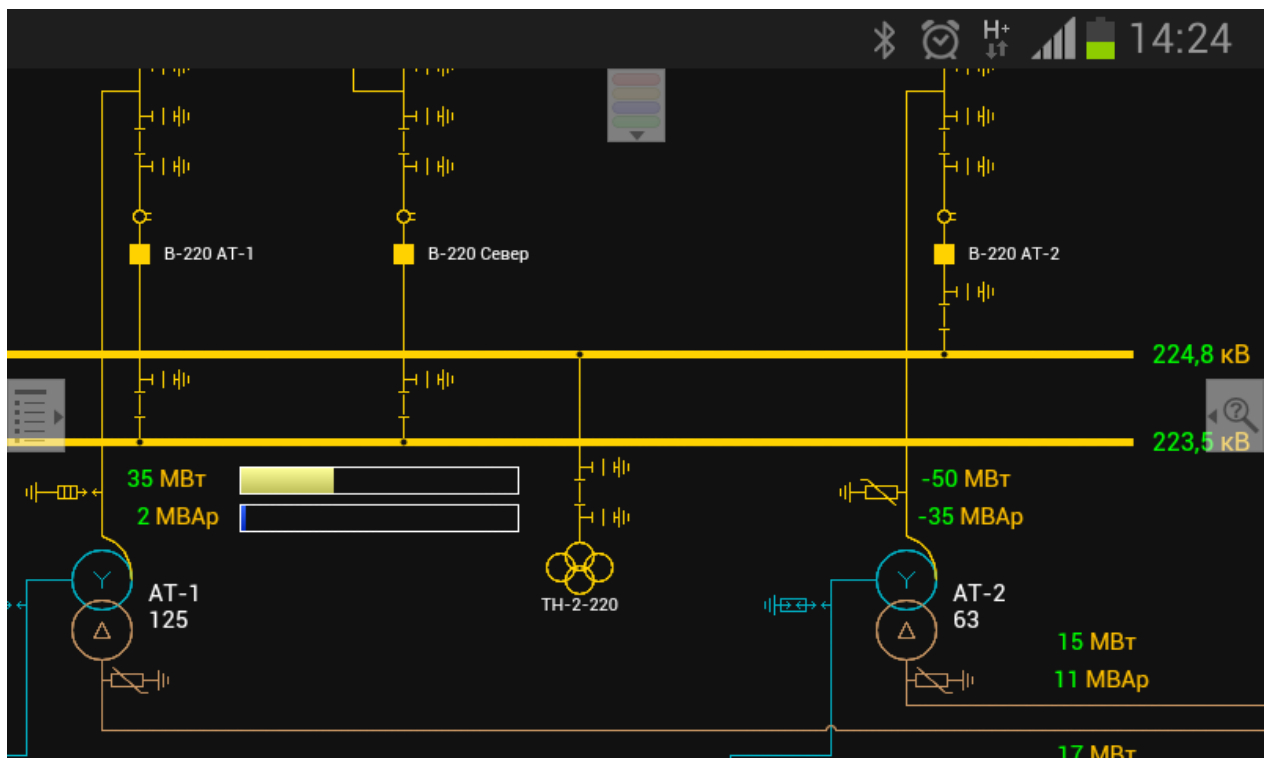 H+ 14:24
В-220 АТ-1
В-220 Север
В-220 АТ-2
224,8 кВ
223,5 кВ
35 МВт
2 МВАр
-50 МВт
-35 МВАр
АТ-1
125
ТН-2-220
АТ-2
63
15 МВт
11 МВАр
17 МВт